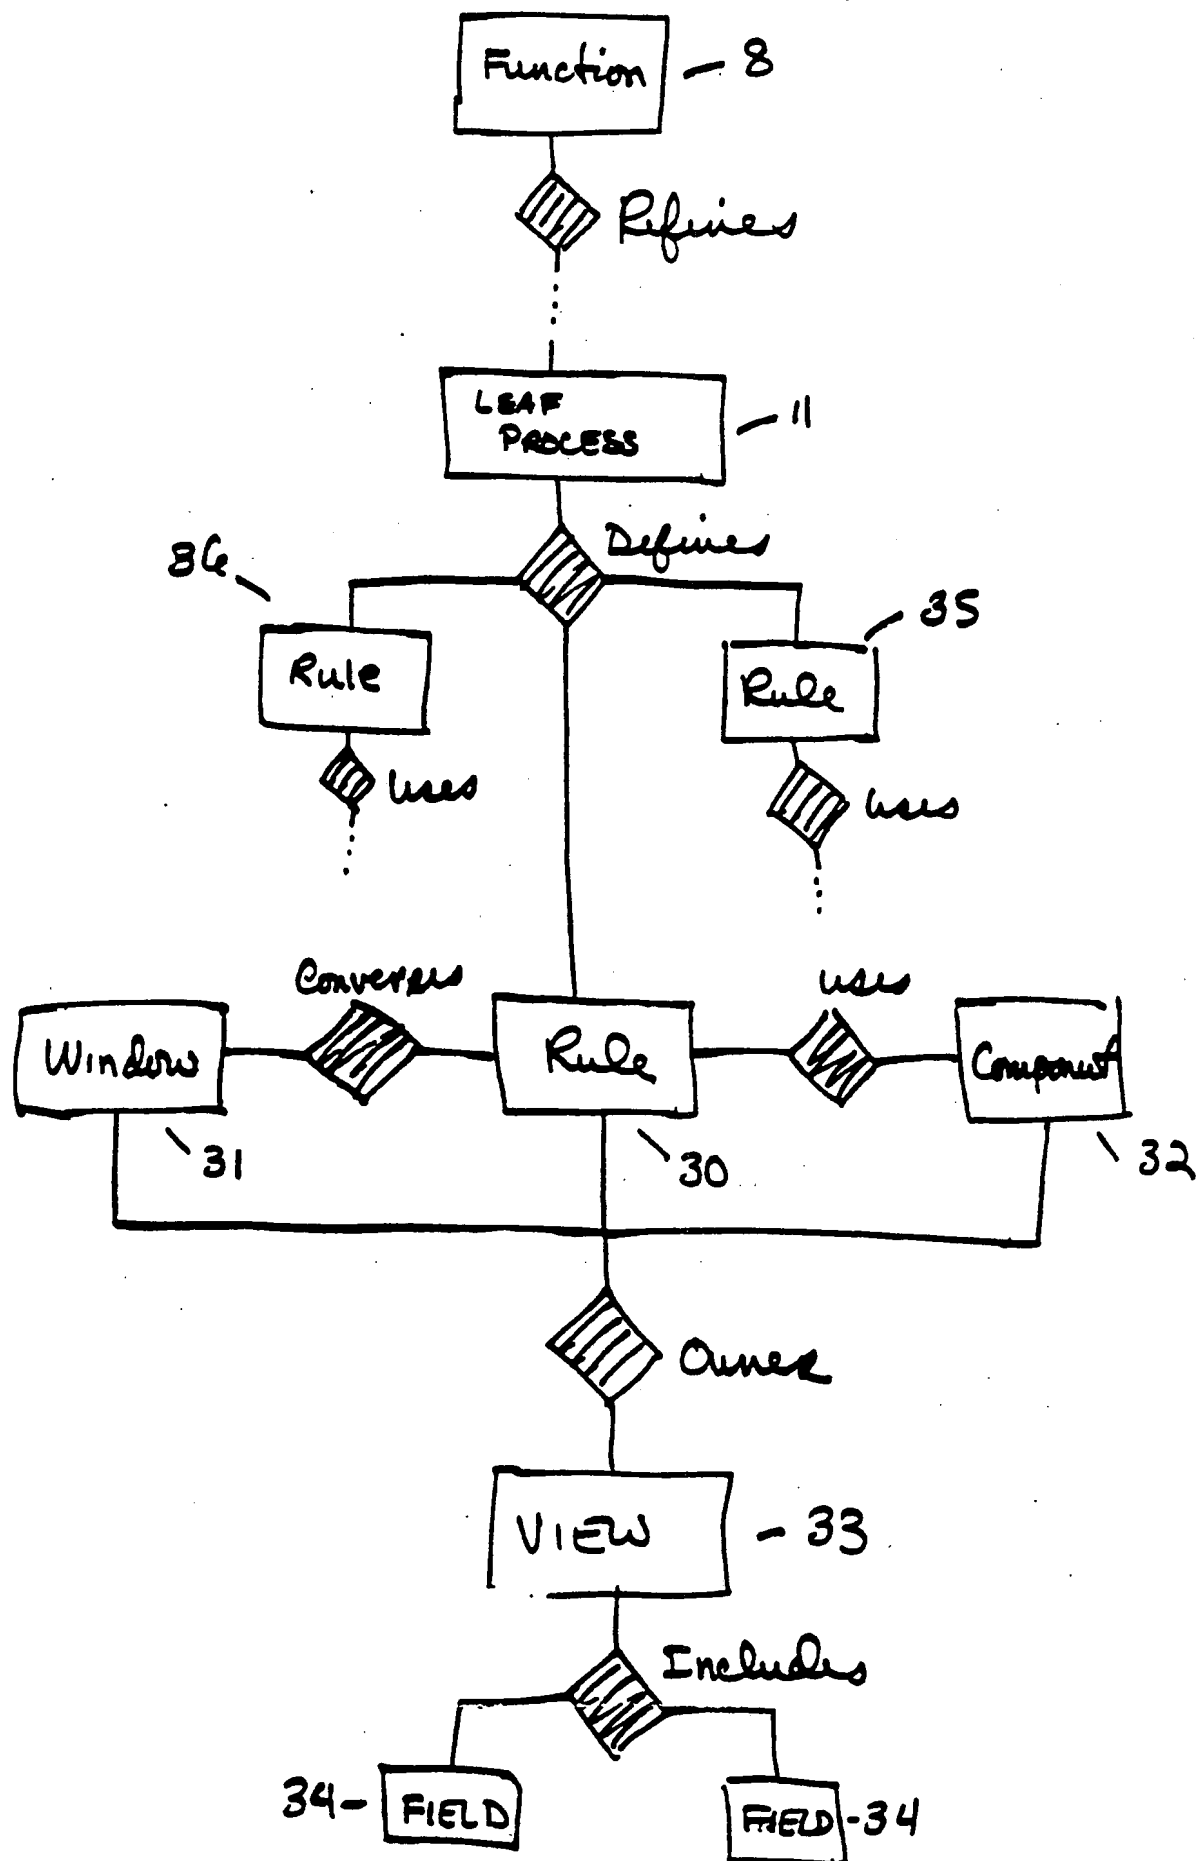 Function - 8
Refines
LEAF
PROCESS
11
Defines
36
35
Rule
Rule
uses
uses
Converses
uses
Window
Rule
Component
31
30
32
Owner
VIEW - 33
Includes
34- FIELD
FIELD -34